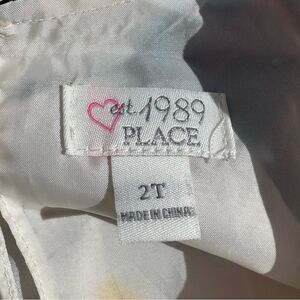 est. 1989
PLACE
2T
MADE IN CHINA